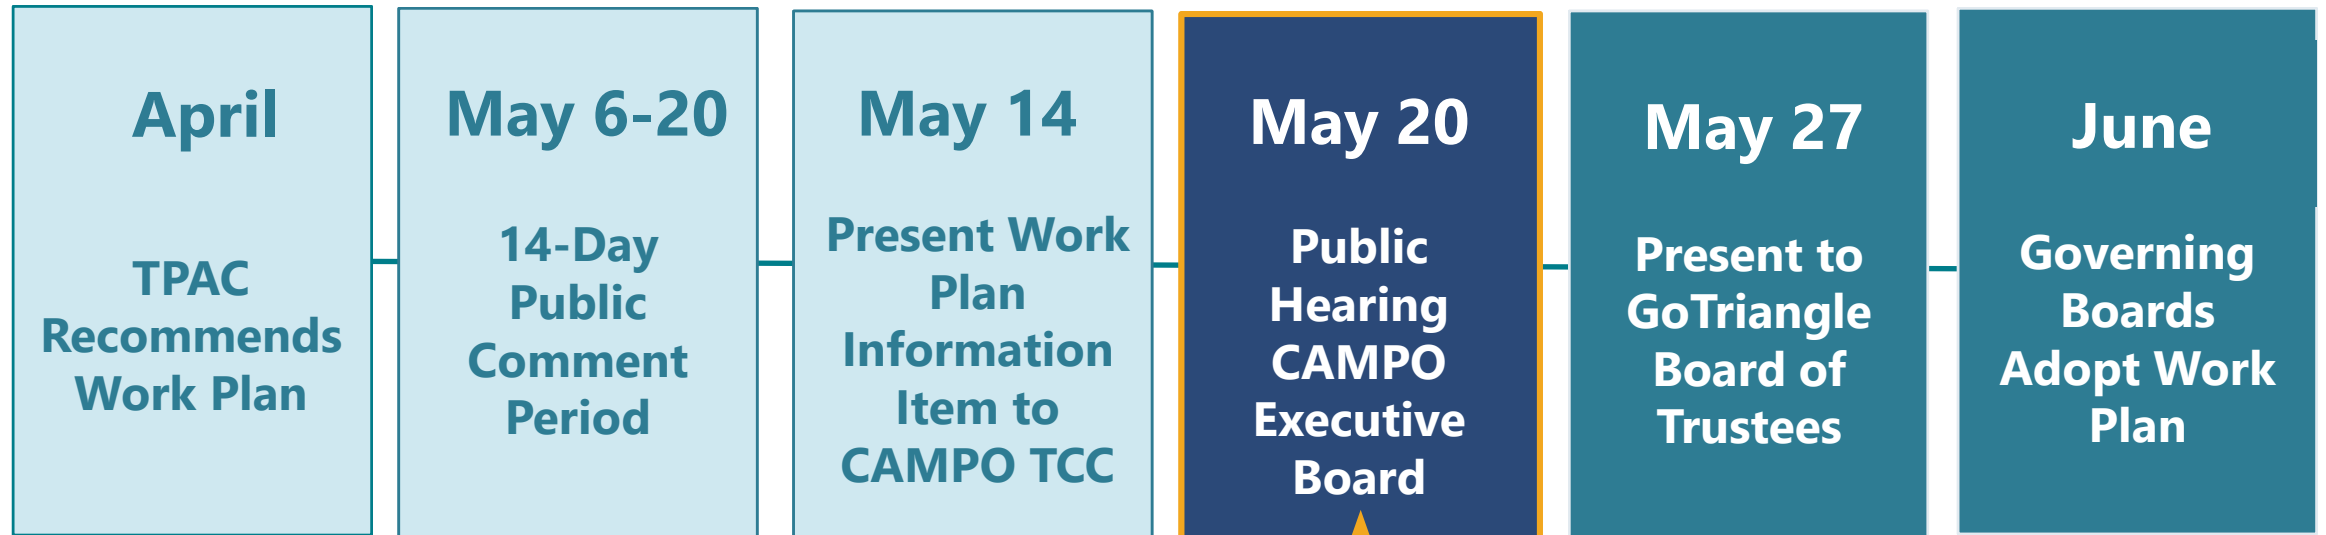 April
TPAC
Recommends
Work Plan
May 6-20
14-Day
Public
Comment
Period
May 14
Present Work
Plan
Information
Item to
CAMPO TCC
May 20
Public
Hearing
CAMPO
Executive
Board
May 27
Present to
GoTriangle
Board of
Trustees
June
Governing
Boards
Adopt Work
Plan